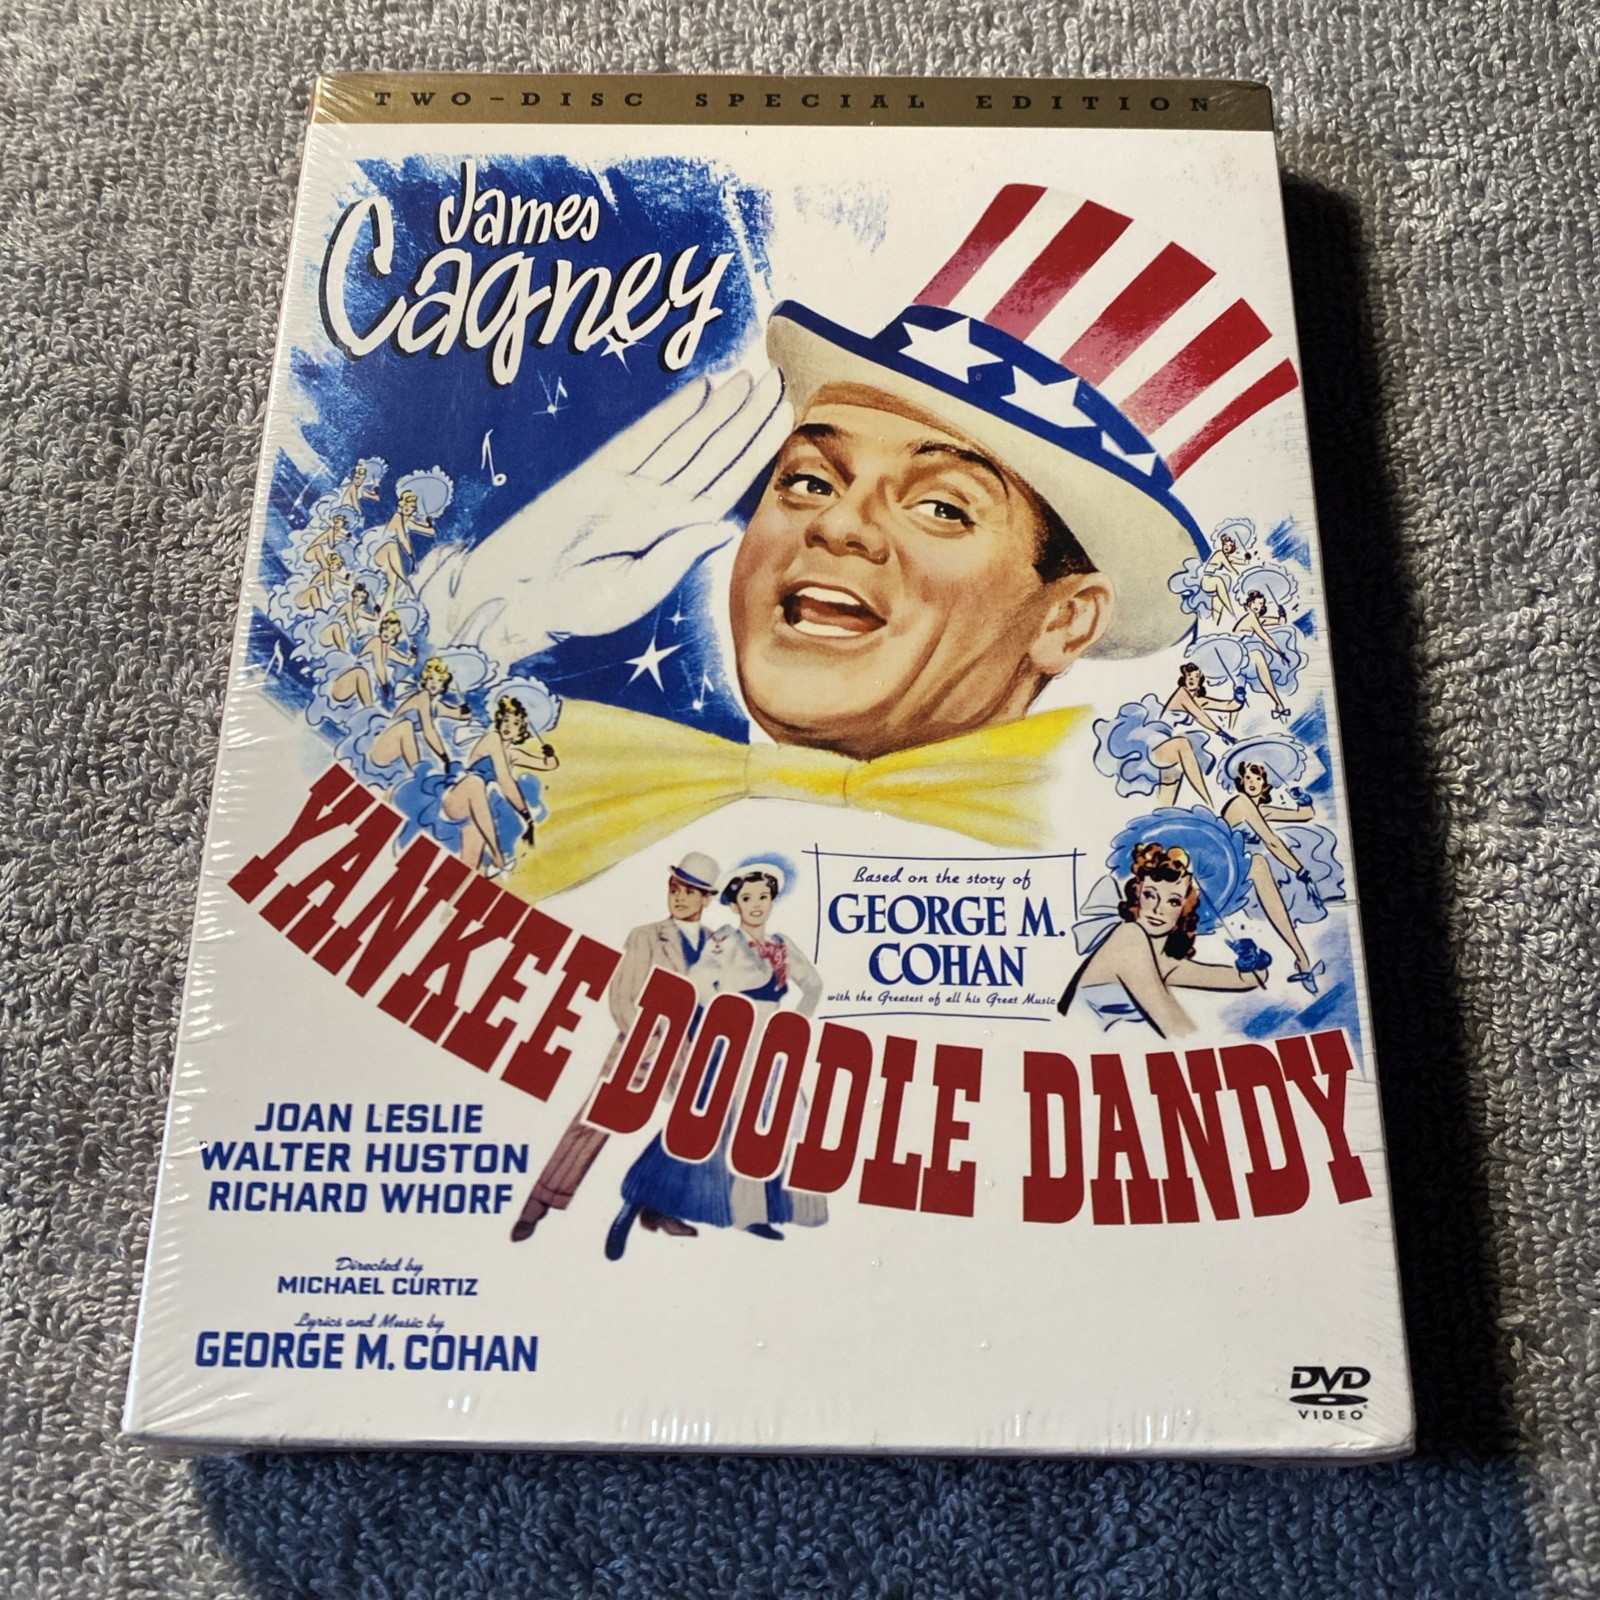 TWO-DISC SPECIAL EDITION
James
Cagney
Based on the story of
GEORGE M.
COHAN
with the Greatest of all his Great Music
YANKEE DOODLE DANDY
JOAN LESLIE
WALTER HUSTON
RICHARD WHORF
Directed by
MICHAEL CURTIZ
Lyrics and Music by
GEORGE M. COHAN
DVD
VIDEO